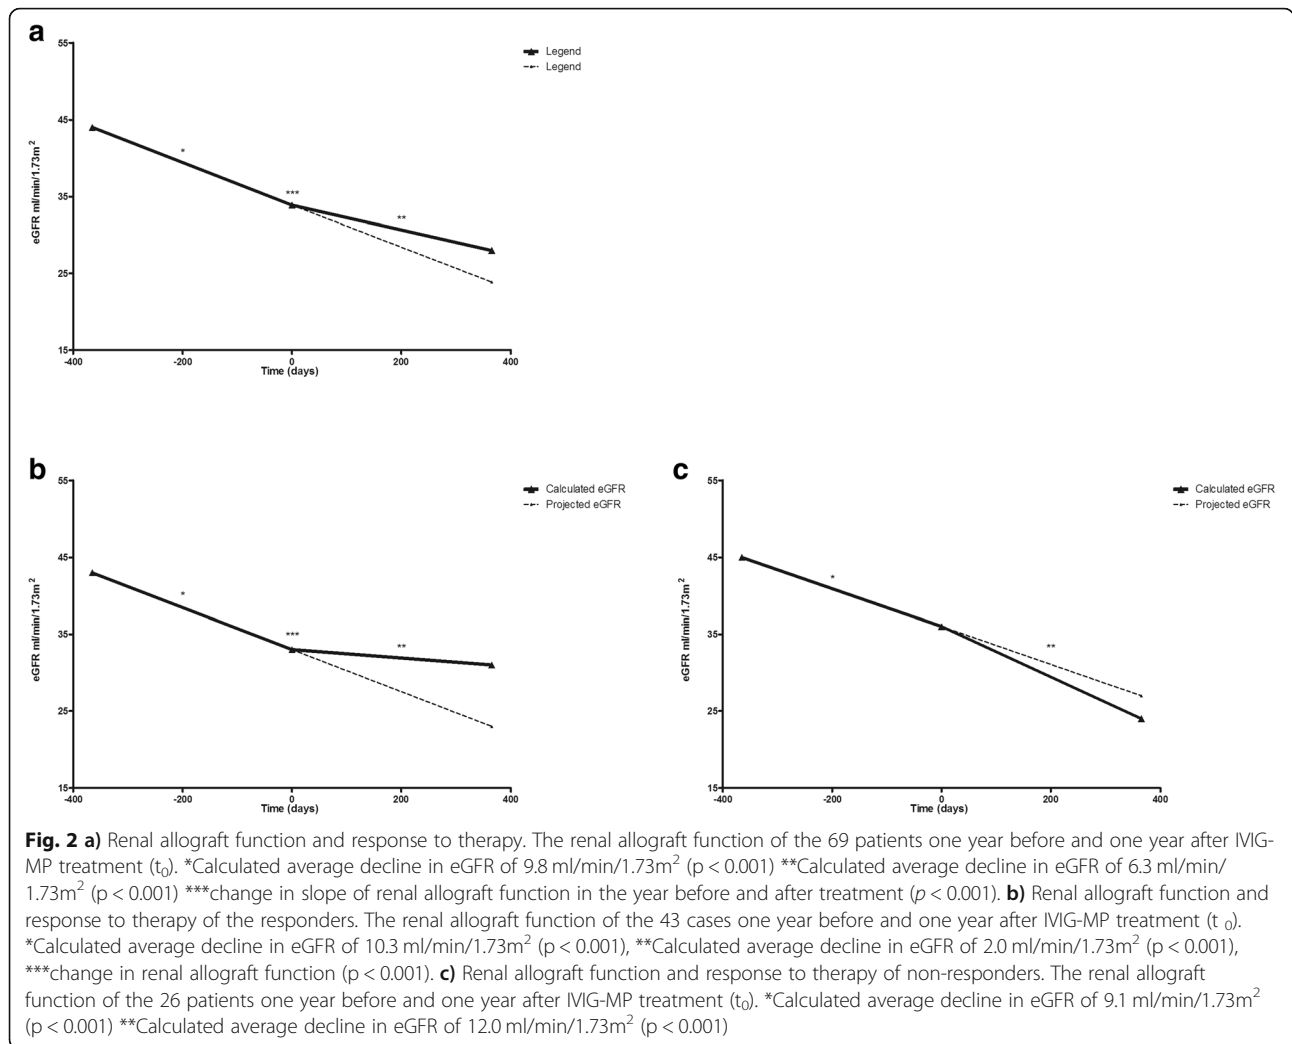 a
55
45
35
25
15
eGFR ml/min/1.73m²
*
***
**
-400
-200
0
200
400
Time (days)
Legend
Legend
b
55
45
35
25
15
eGFR ml/min/1.73m²
*
***
**
-400
-200
0
200
400
Time (days)
Calculated eGFR
Projected eGFR
c
55
45
35
25
15
eGFR ml/min/1.73m²
*
**
-400
-200
0
200
400
Time (days)
Calculated eGFR
Projected eGFR
Fig. 2 a) Renal allograft function and response to therapy. The renal allograft function of the 69 patients one year before and one year after IVIG-
MP treatment (t₀). *Calculated average decline in eGFR of 9.8 ml/min/1.73m² (p < 0.001) **Calculated average decline in eGFR of 6.3 ml/min/
1.73m² (p < 0.001) ***change in slope of renal allograft function in the year before and after treatment (p < 0.001). b) Renal allograft function and
response to therapy of the responders. The renal allograft function of the 43 cases one year before and one year after IVIG-MP treatment (t ₀).
*Calculated average decline in eGFR of 10.3 ml/min/1.73m² (p < 0.001), **Calculated average decline in eGFR of 2.0 ml/min/1.73m² (p < 0.001),
***change in renal allograft function (p < 0.001). c) Renal allograft function and response to therapy of non-responders. The renal allograft
function of the 26 patients one year before and one year after IVIG-MP treatment (t₀). *Calculated average decline in eGFR of 9.1 ml/min/1.73m²
(p < 0.001) **Calculated average decline in eGFR of 12.0 ml/min/1.73m² (p < 0.001)